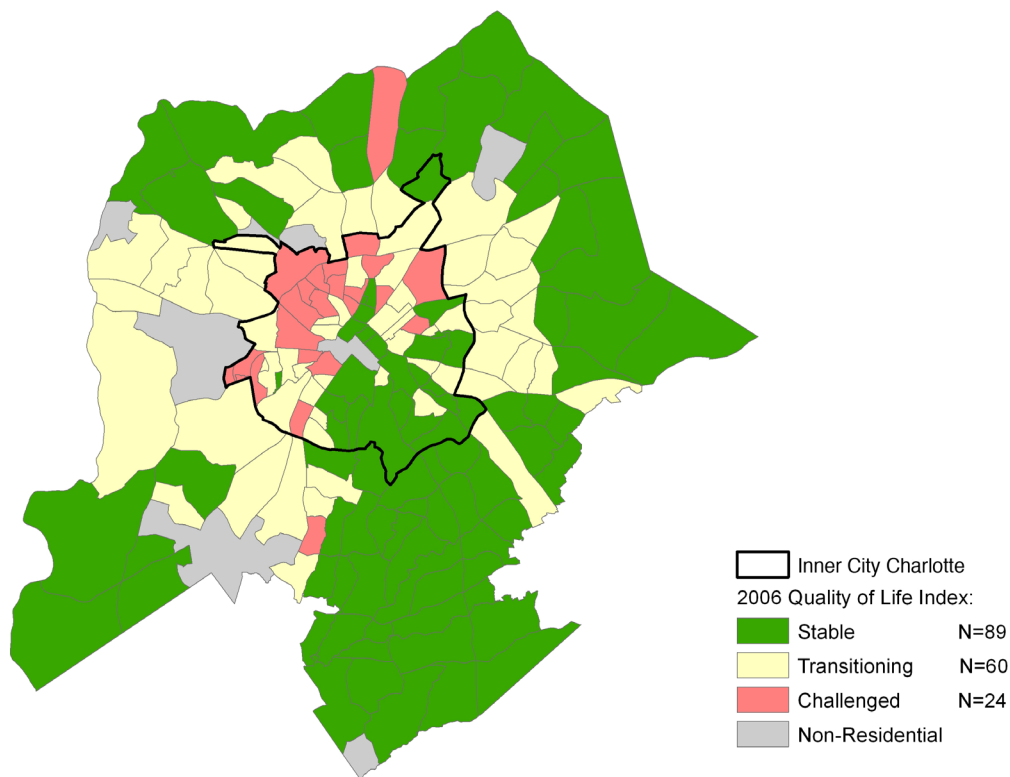 Inner City Charlotte
2006 Quality of Life Index:
Stable N=89
Transitioning N=60
Challenged N=24
Non-Residential